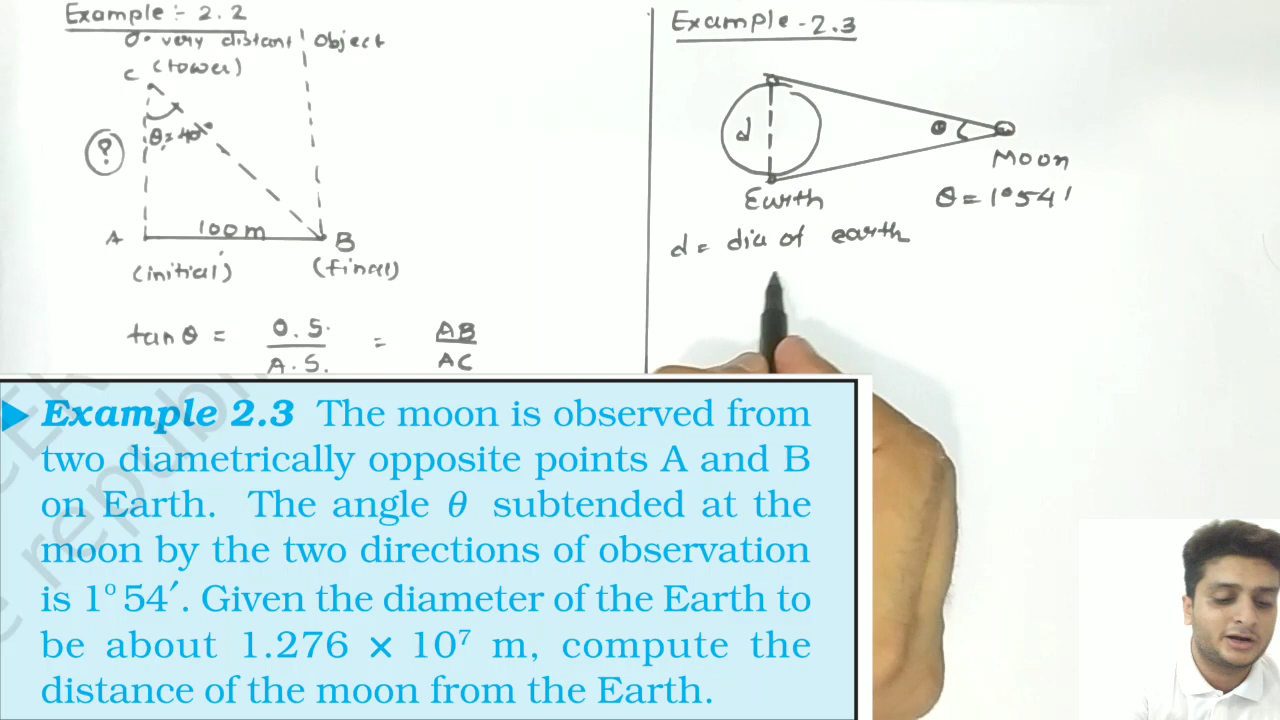 Example :- 2.2
O• very distant object
C (tower)
θ = 40°
?
100 m
A
B
(initial)
(final)
tan θ = O.S. / A.S. = AB / AC
Example - 2.3
d
θ
Moon
Earth
θ = 1°54'
d = dia of earth
Example 2.3 The moon is observed from
two diametrically opposite points A and B
on Earth. The angle θ subtended at the
moon by the two directions of observation
is 1° 54′. Given the diameter of the Earth to
be about 1.276 × 10⁷ m, compute the
distance of the moon from the Earth.